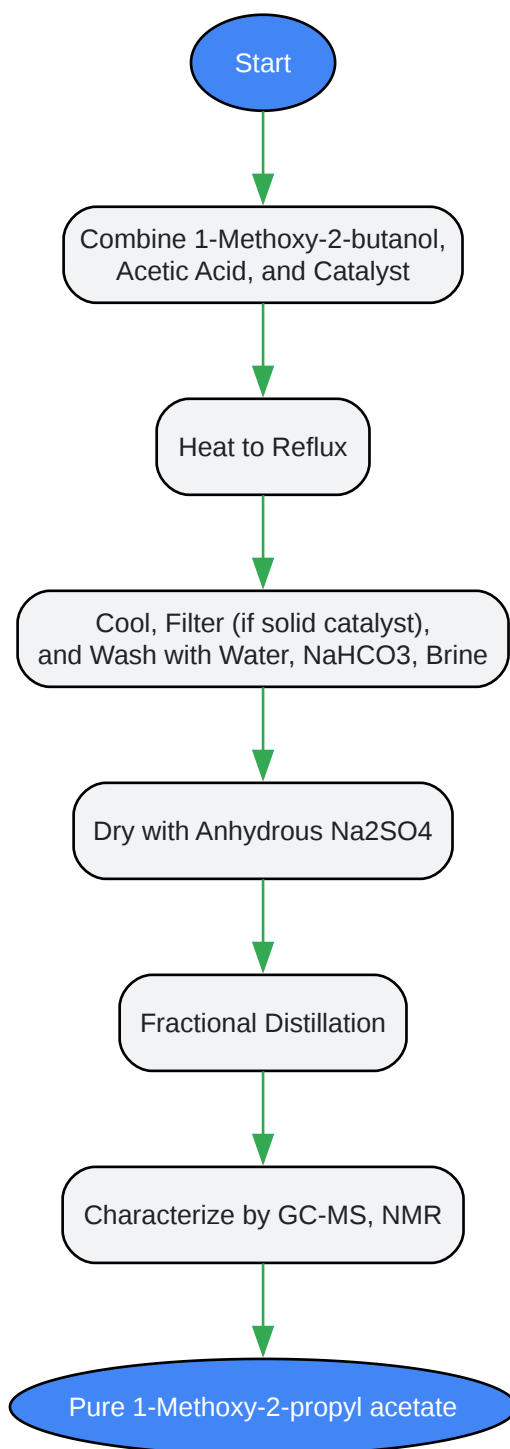 Start
Combine 1-Methoxy-2-butanol,
Acetic Acid, and Catalyst
Heat to Reflux
Cool, Filter (if solid catalyst),
and Wash with Water, NaHCO3, Brine
Dry with Anhydrous Na2SO4
Fractional Distillation
Characterize by GC-MS, NMR
Pure 1-Methoxy-2-propyl acetate